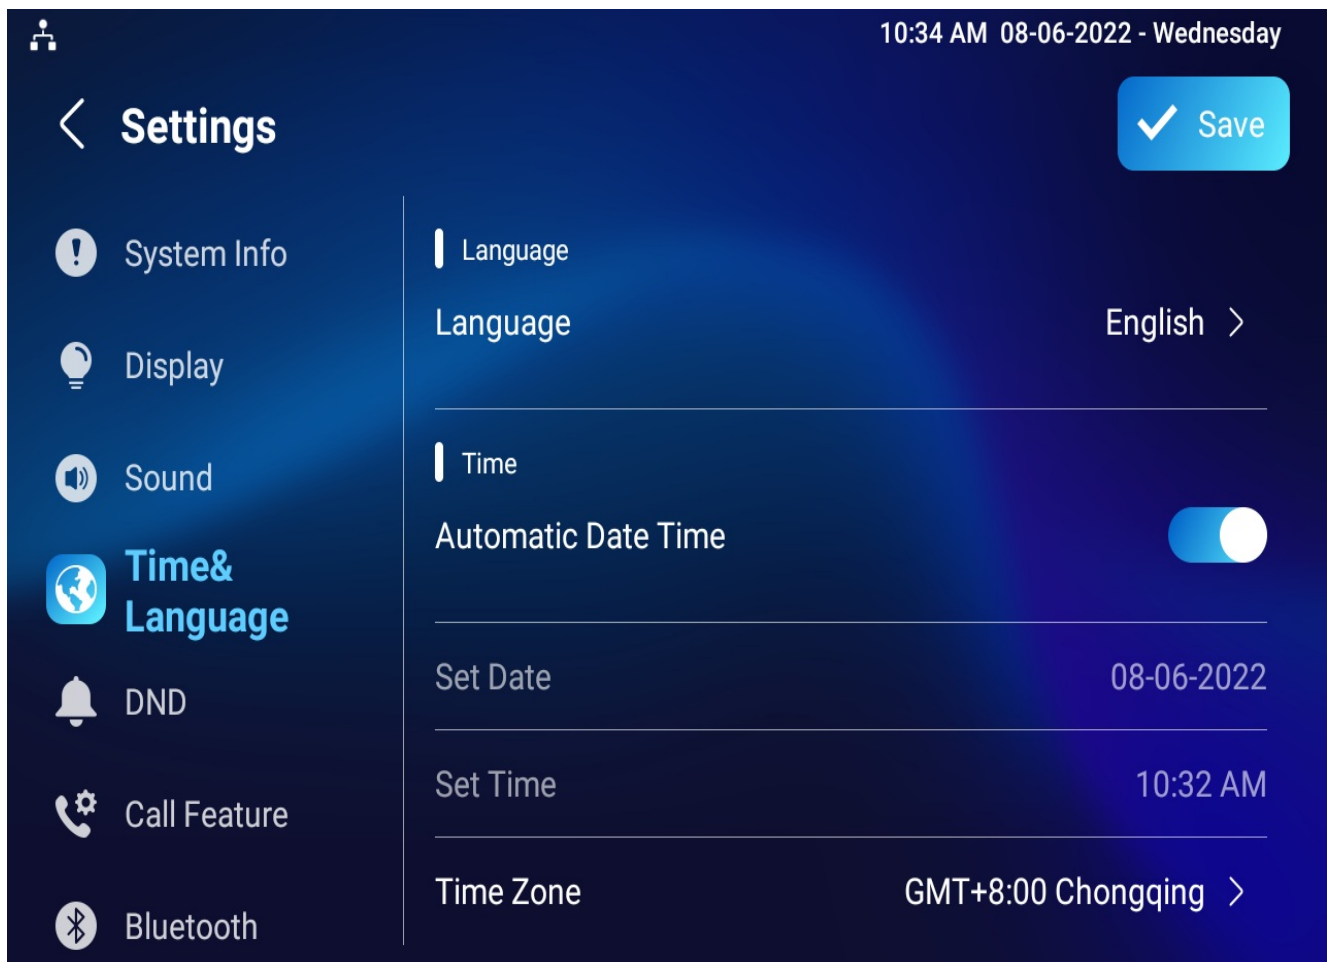 10:34 AM 08-06-2022 - Wednesday
Settings
Save
System Info
Display
Sound
Time&
Language
DND
Call Feature
Bluetooth
Language
Language English
Time
Automatic Date Time
Set Date 08-06-2022
Set Time 10:32 AM
Time Zone GMT+8:00 Chongqing